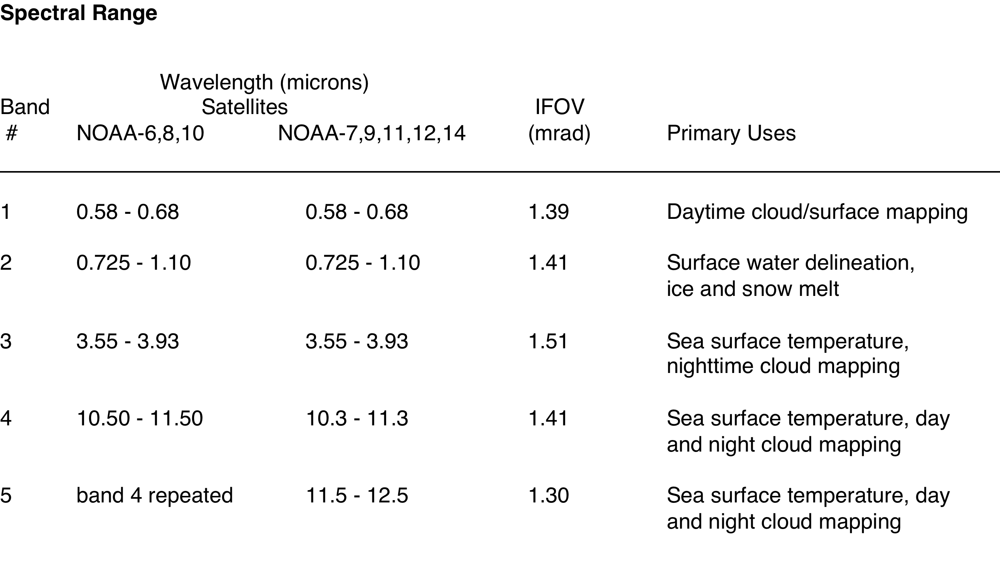 Spectral Range
Wavelength (microns)
Band Satellites IFOV
# NOAA-6,8,10 NOAA-7,9,11,12,14 (mrad) Primary Uses
1 0.58 - 0.68 0.58 - 0.68 1.39 Daytime cloud/surface mapping
2 0.725 - 1.10 0.725 - 1.10 1.41 Surface water delineation,
ice and snow melt
3 3.55 - 3.93 3.55 - 3.93 1.51 Sea surface temperature,
nighttime cloud mapping
4 10.50 - 11.50 10.3 - 11.3 1.41 Sea surface temperature, day
and night cloud mapping
5 band 4 repeated 11.5 - 12.5 1.30 Sea surface temperature, day
and night cloud mapping